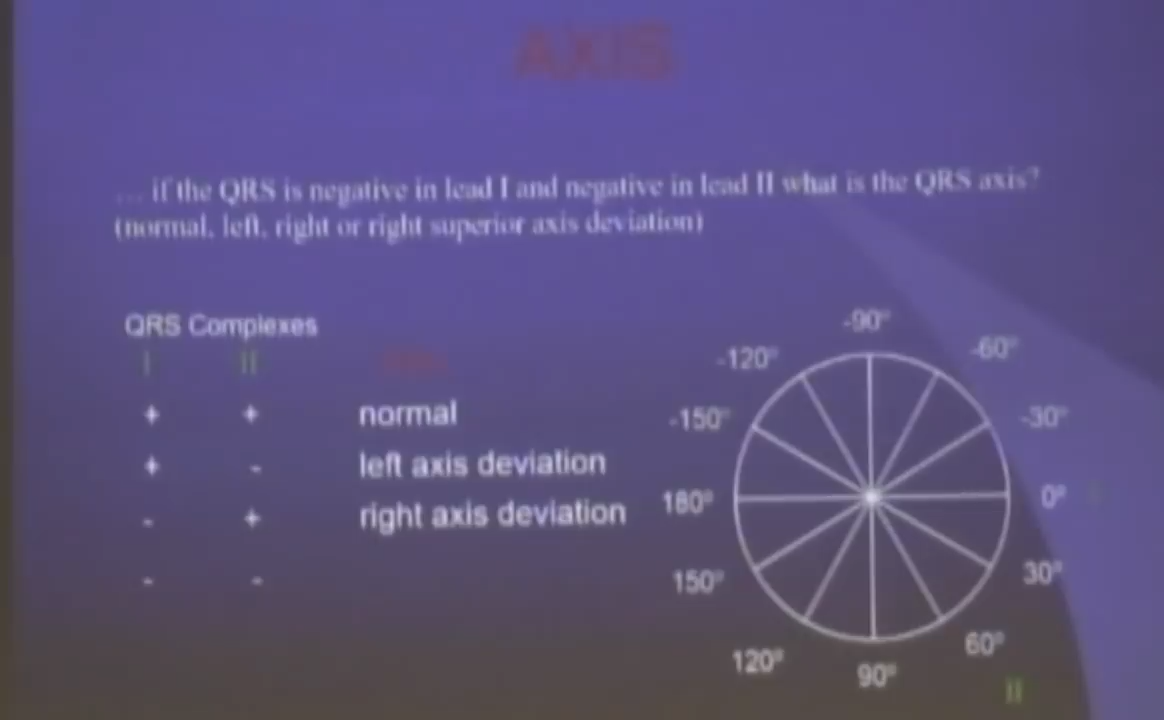 AXIS
... if the QRS is negative in lead I and negative in lead II what is the QRS axis?
(normal, left, right or right superior axis deviation)
QRS Complexes
I II
+ + normal
+ - left axis deviation
- + right axis deviation
- -
-90°
-120° -60°
-150° -30°
180° 0° I
150° 30°
120° 60°
90°
II